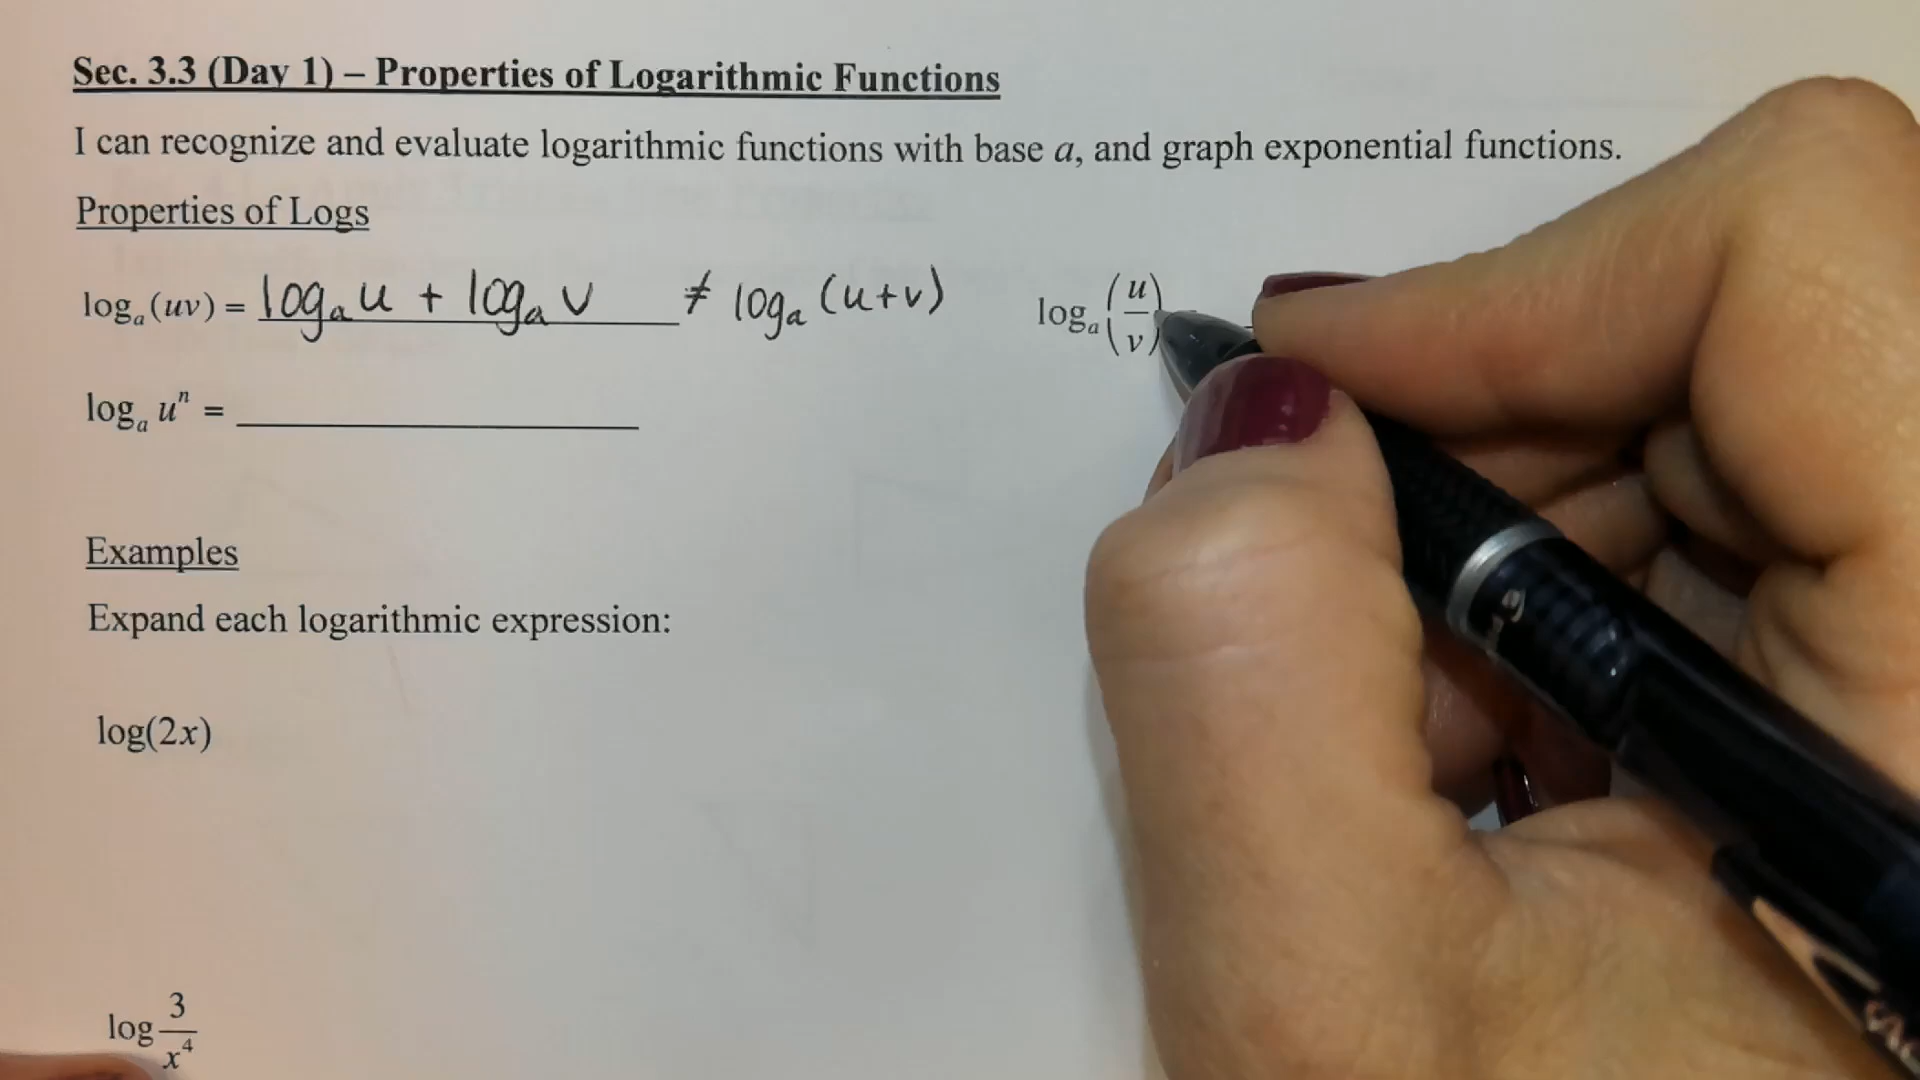 Sec. 3.3 (Day 1) – Properties of Logarithmic Functions
I can recognize and evaluate logarithmic functions with base a, and graph exponential functions.
Properties of Logs
logₐ(uv) = logₐ u + logₐ v ≠ logₐ (u+v) logₐ(u/v)
logₐ uⁿ = ____________________
Examples
Expand each logarithmic expression:
log(2x)
log 3/x⁴